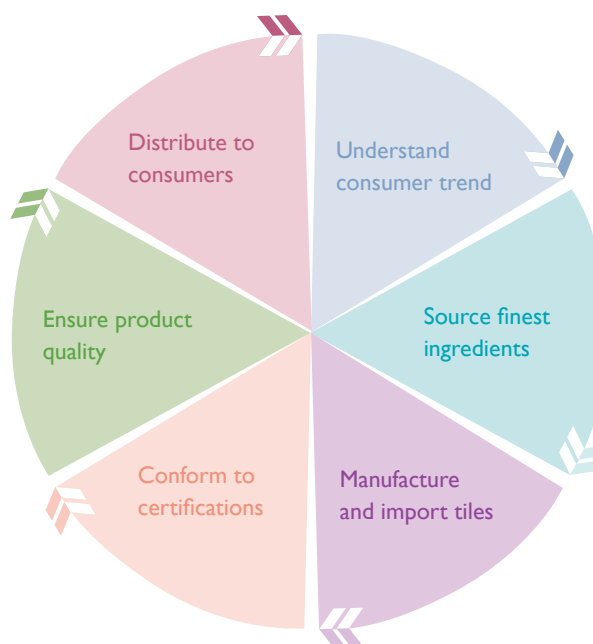 Distribute to
consumers
Understand
consumer trend
Ensure product
quality
Source finest
ingredients
Conform to
certifications
Manufacture
and import tiles